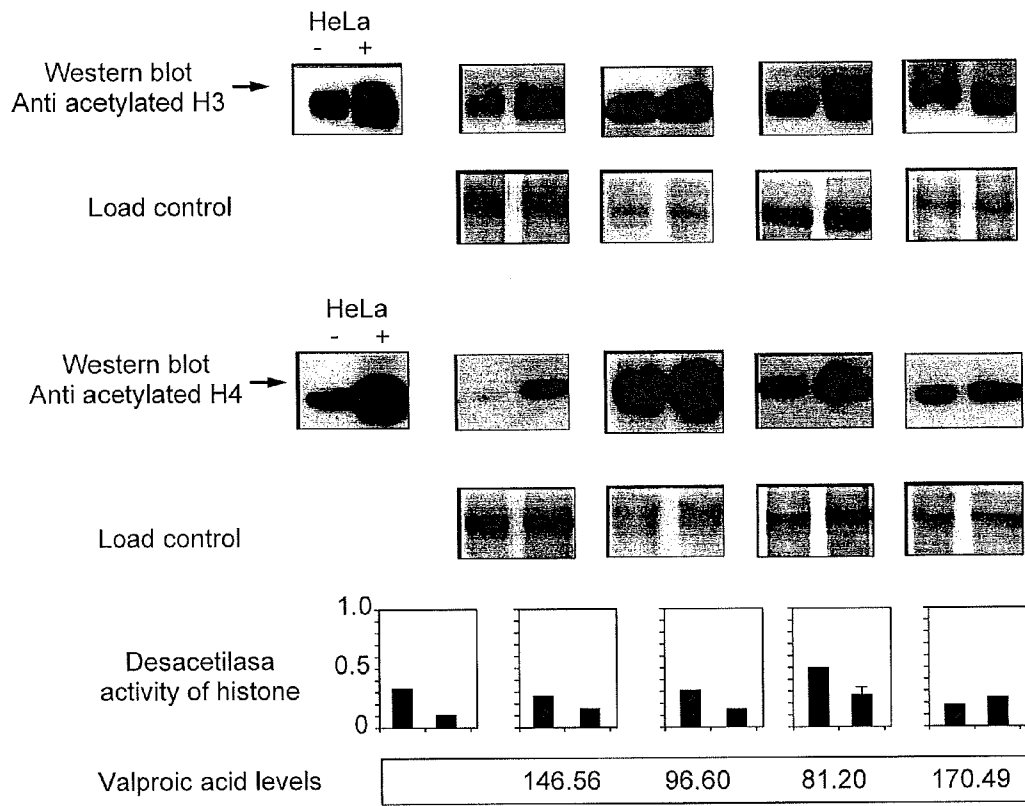 HeLa
- +
Western blot
Anti acetylated H3
Load control
HeLa
- +
Western blot
Anti acetylated H4
Load control
1.0
0.5
0
Desacetilasa
activity of histone
Valproic acid levels 146.56 96.60 81.20 170.49